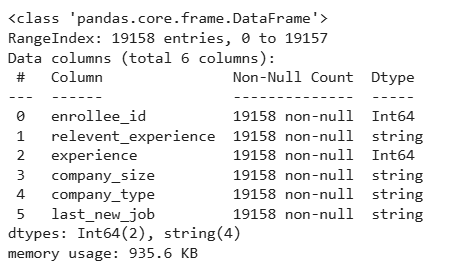 <class 'pandas.core.frame.DataFrame'>
RangeIndex: 19158 entries, 0 to 19157
Data columns (total 6 columns):
 #   Column               Non-Null Count  Dtype
---  ------               --------------  -----
 0   enrollee_id          19158 non-null  Int64
 1   relevent_experience  19158 non-null  string
 2   experience           19158 non-null  Int64
 3   company_size         19158 non-null  string
 4   company_type         19158 non-null  string
 5   last_new_job         19158 non-null  string
dtypes: Int64(2), string(4)
memory usage: 935.6 KB